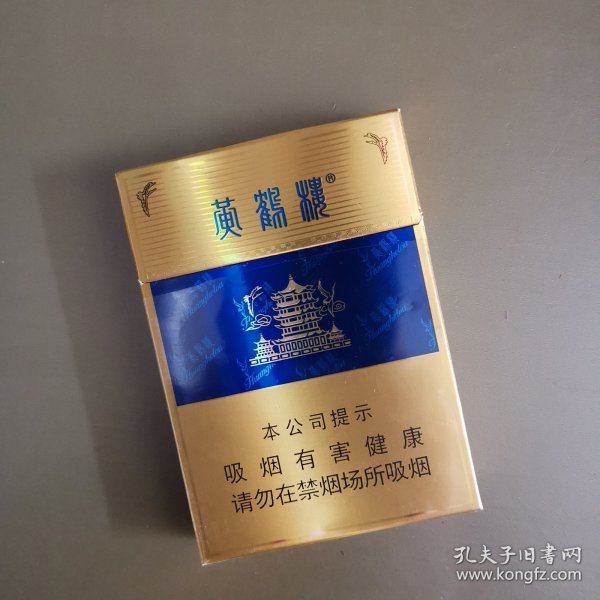 黄鹤楼®
Huanghelou
本公司提示
吸烟有害健康
请勿在禁烟场所吸烟
孔夫子旧书网
www.kongfz.com